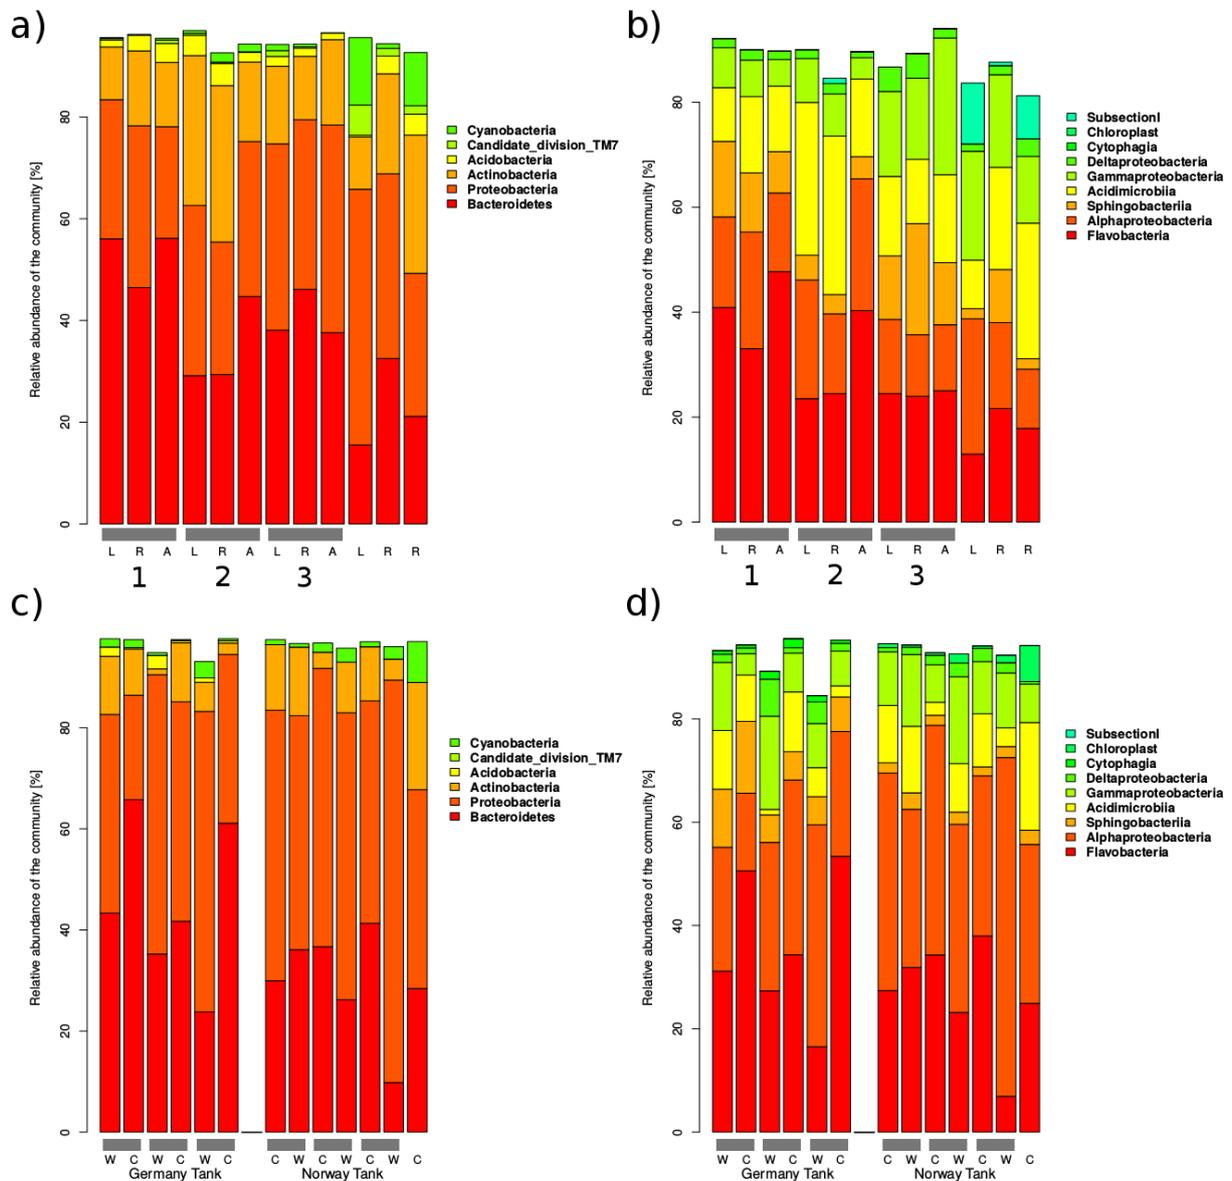 a)
Relative abundance of the community [%]
0
20
40
60
80
Cyanobacteria
Candidate_division_TM7
Acidobacteria
Actinobacteria
Proteobacteria
Bacteroidetes
L R A L R A L R A L R R
1 2 3
b)
Relative abundance of the community [%]
0
20
40
60
80
SubsectionI
Chloroplast
Cytophagia
Deltaproteobacteria
Gammaproteobacteria
Acidimicrobiia
Sphingobacteriia
Alphaproteobacteria
Flavobacteria
L R A L R A L R A L R R
1 2 3
c)
Relative abundance of the community [%]
0
20
40
60
80
Cyanobacteria
Candidate_division_TM7
Acidobacteria
Actinobacteria
Proteobacteria
Bacteroidetes
W C W C W C C W C W C W C
Germany Tank Norway Tank
d)
Relative abundance of the community [%]
0
20
40
60
80
SubsectionI
Chloroplast
Cytophagia
Deltaproteobacteria
Gammaproteobacteria
Acidimicrobiia
Sphingobacteriia
Alphaproteobacteria
Flavobacteria
W C W C W C C W C W C W C
Germany Tank Norway Tank